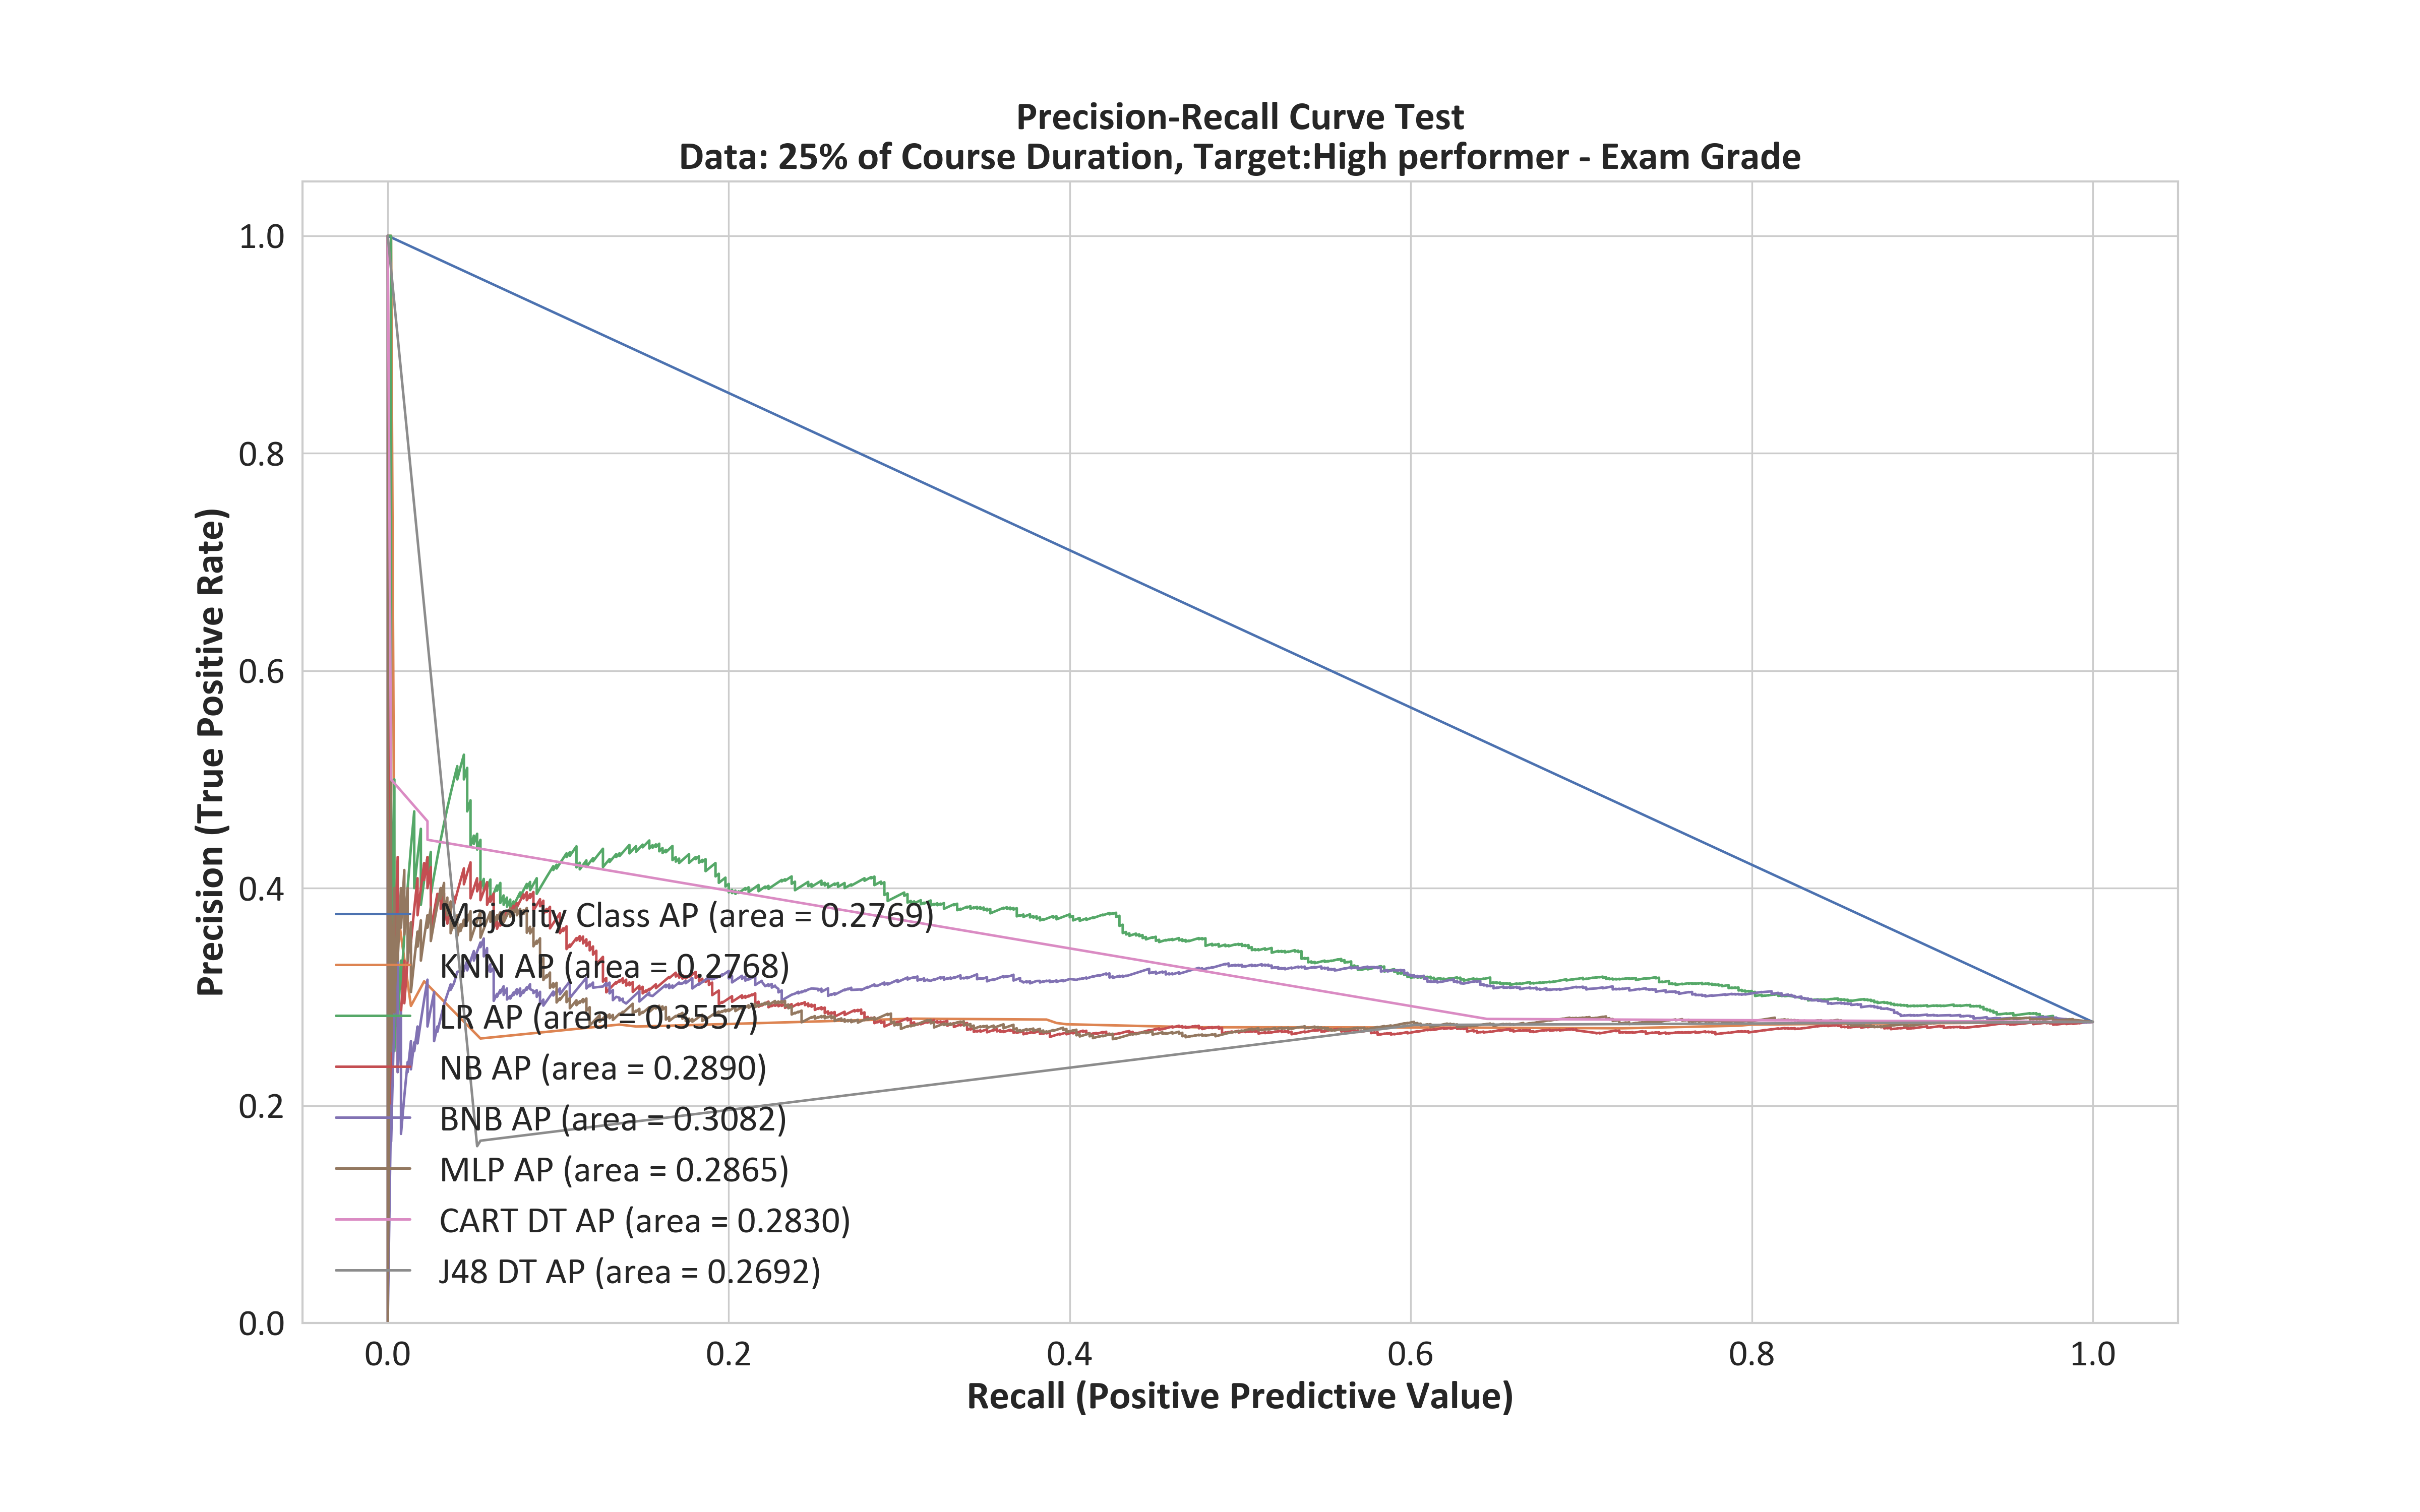 Precision-Recall Curve Test
Data: 25% of Course Duration, Target:High performer - Exam Grade
Precision (True Positive Rate)
1.0
0.8
0.6
0.4
0.2
0.0
Majority Class AP (area = 0.2769)
KNN AP (area = 0.2768)
LR AP (area = 0.3557)
NB AP (area = 0.2890)
BNB AP (area = 0.3082)
MLP AP (area = 0.2865)
CART DT AP (area = 0.2830)
J48 DT AP (area = 0.2692)
0.0 0.2 0.4 0.6 0.8 1.0
Recall (Positive Predictive Value)